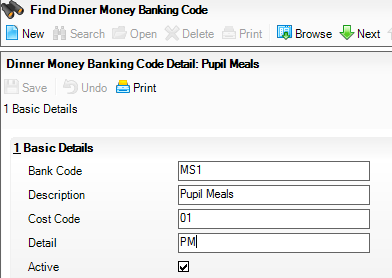 Find Dinner Money Banking Code
New Search Open Delete Print Browse Next
Dinner Money Banking Code Detail: Pupil Meals
Save Undo Print
1 Basic Details
1 Basic Details
Bank Code MS1
Description Pupil Meals
Cost Code 01
Detail PM
Active